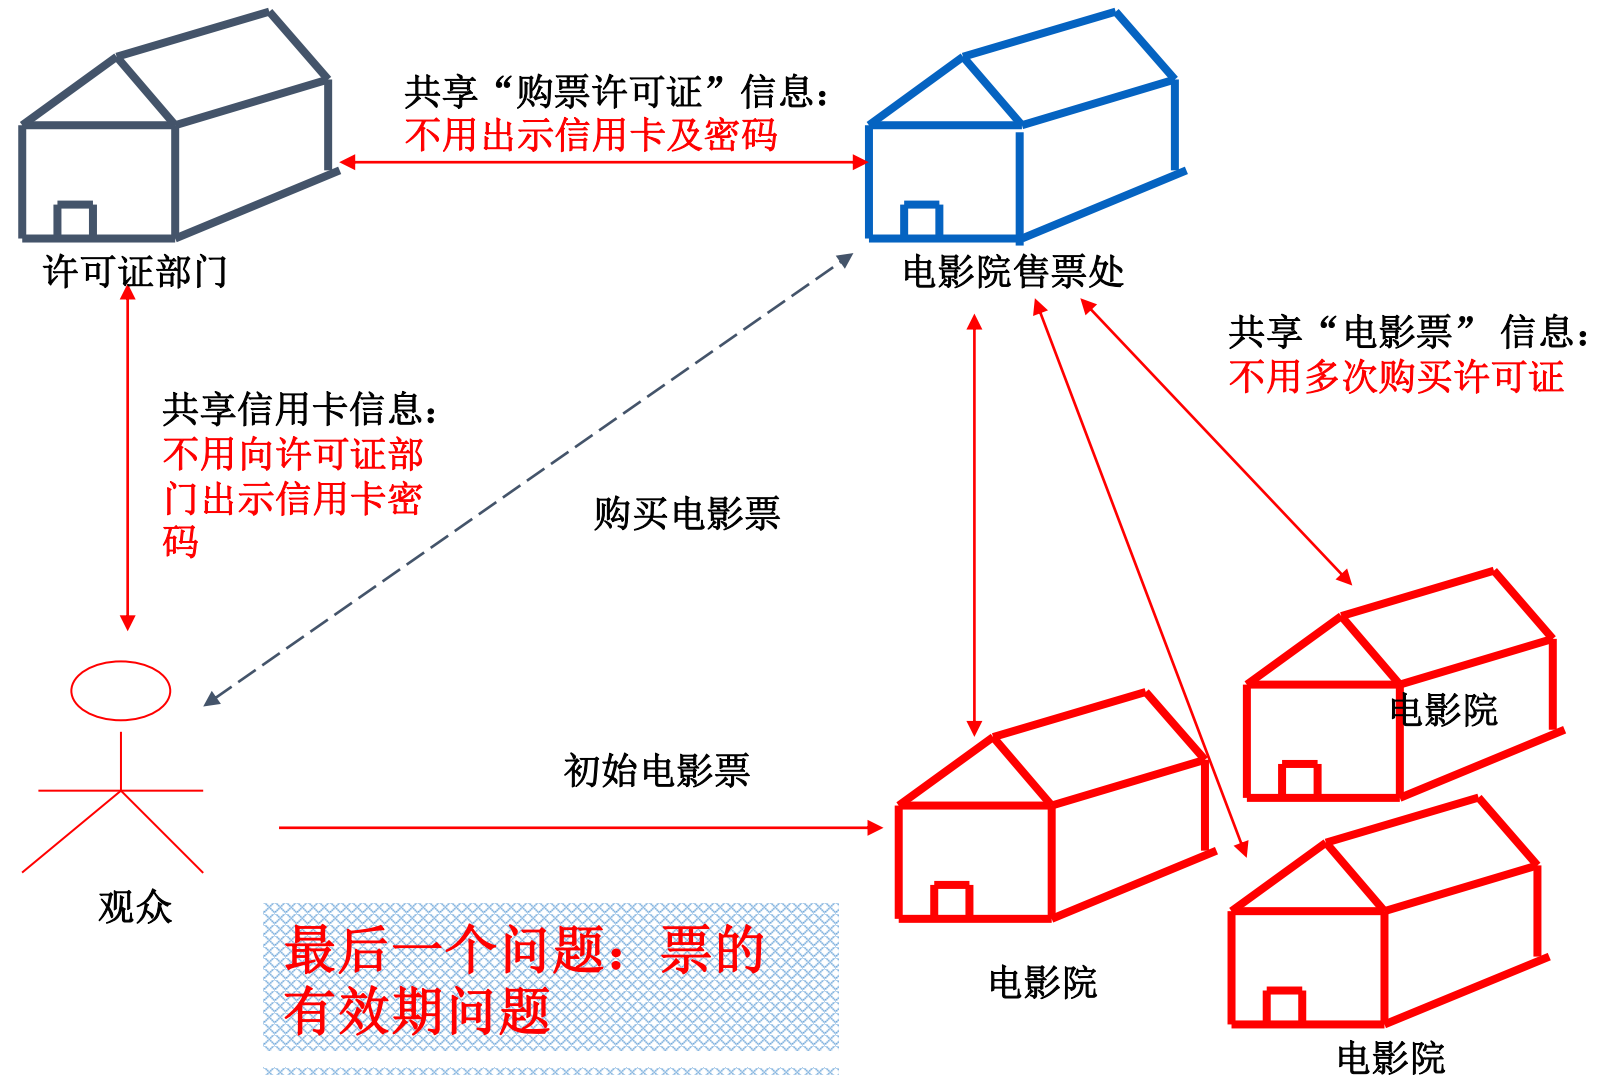 共享“购票许可证”信息：
不用出示信用卡及密码
许可证部门
电影院售票处
共享“电影票” 信息：
不用多次购买许可证
共享信用卡信息：
不用向许可证部
门出示信用卡密
码
购买电影票
电影院
初始电影票
观众
最后一个问题：票的
有效期问题
电影院
电影院